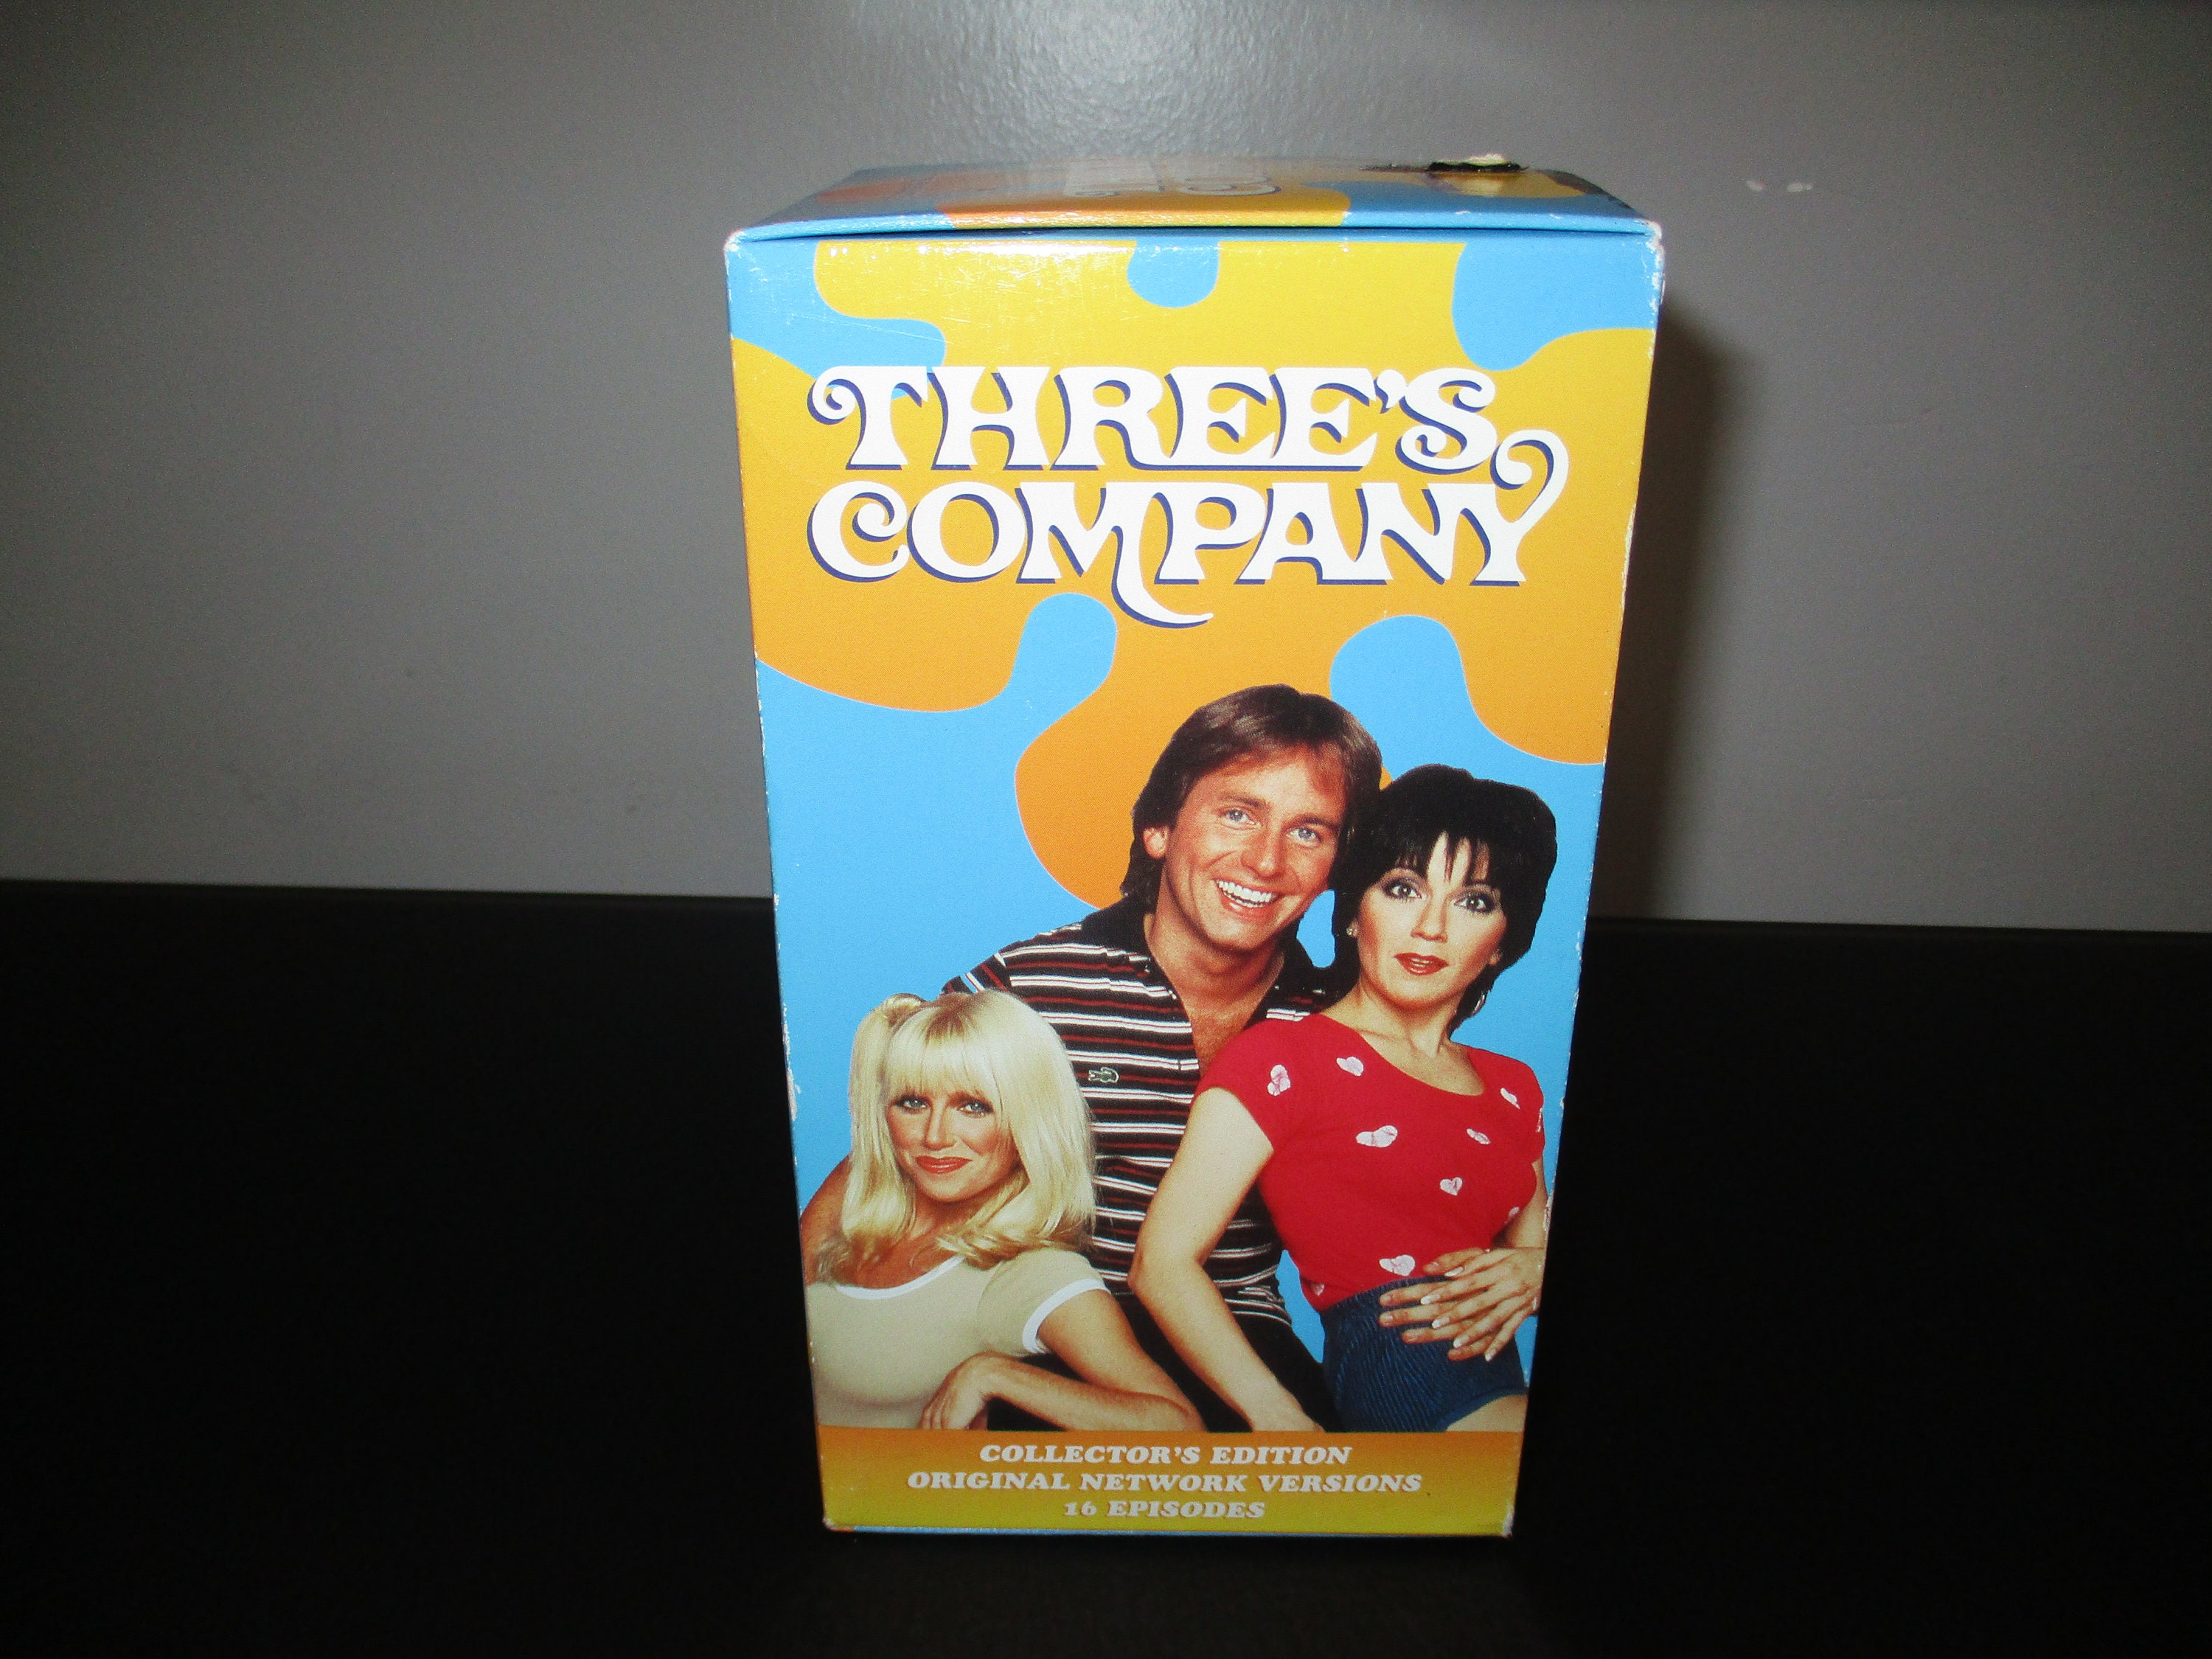 THREE'S
COMPANY
COLLECTOR'S EDITION
ORIGINAL NETWORK VERSIONS
16 EPISODES